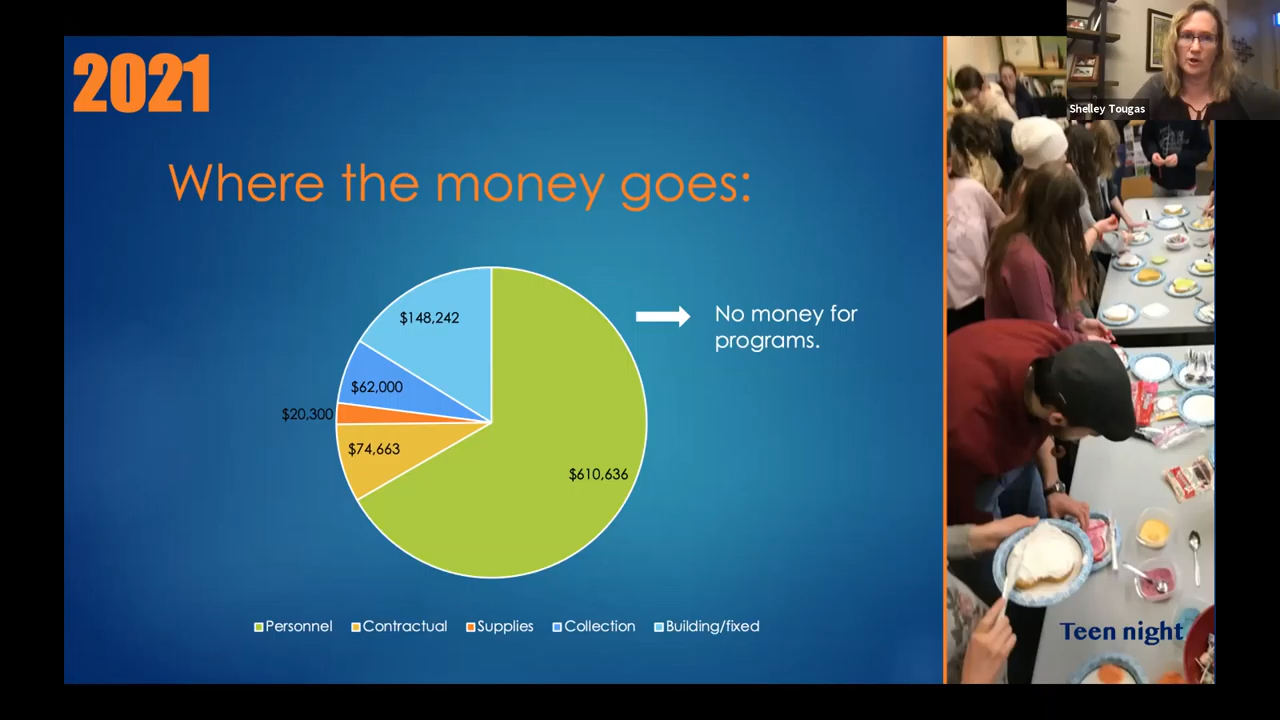 2021
Shelley Tougas
Where the money goes:
$148,242
No money for
programs.
$62,000
$20,300
$74,663
$610,636
Personnel Contractual Supplies Collection Building/fixed
Teen night